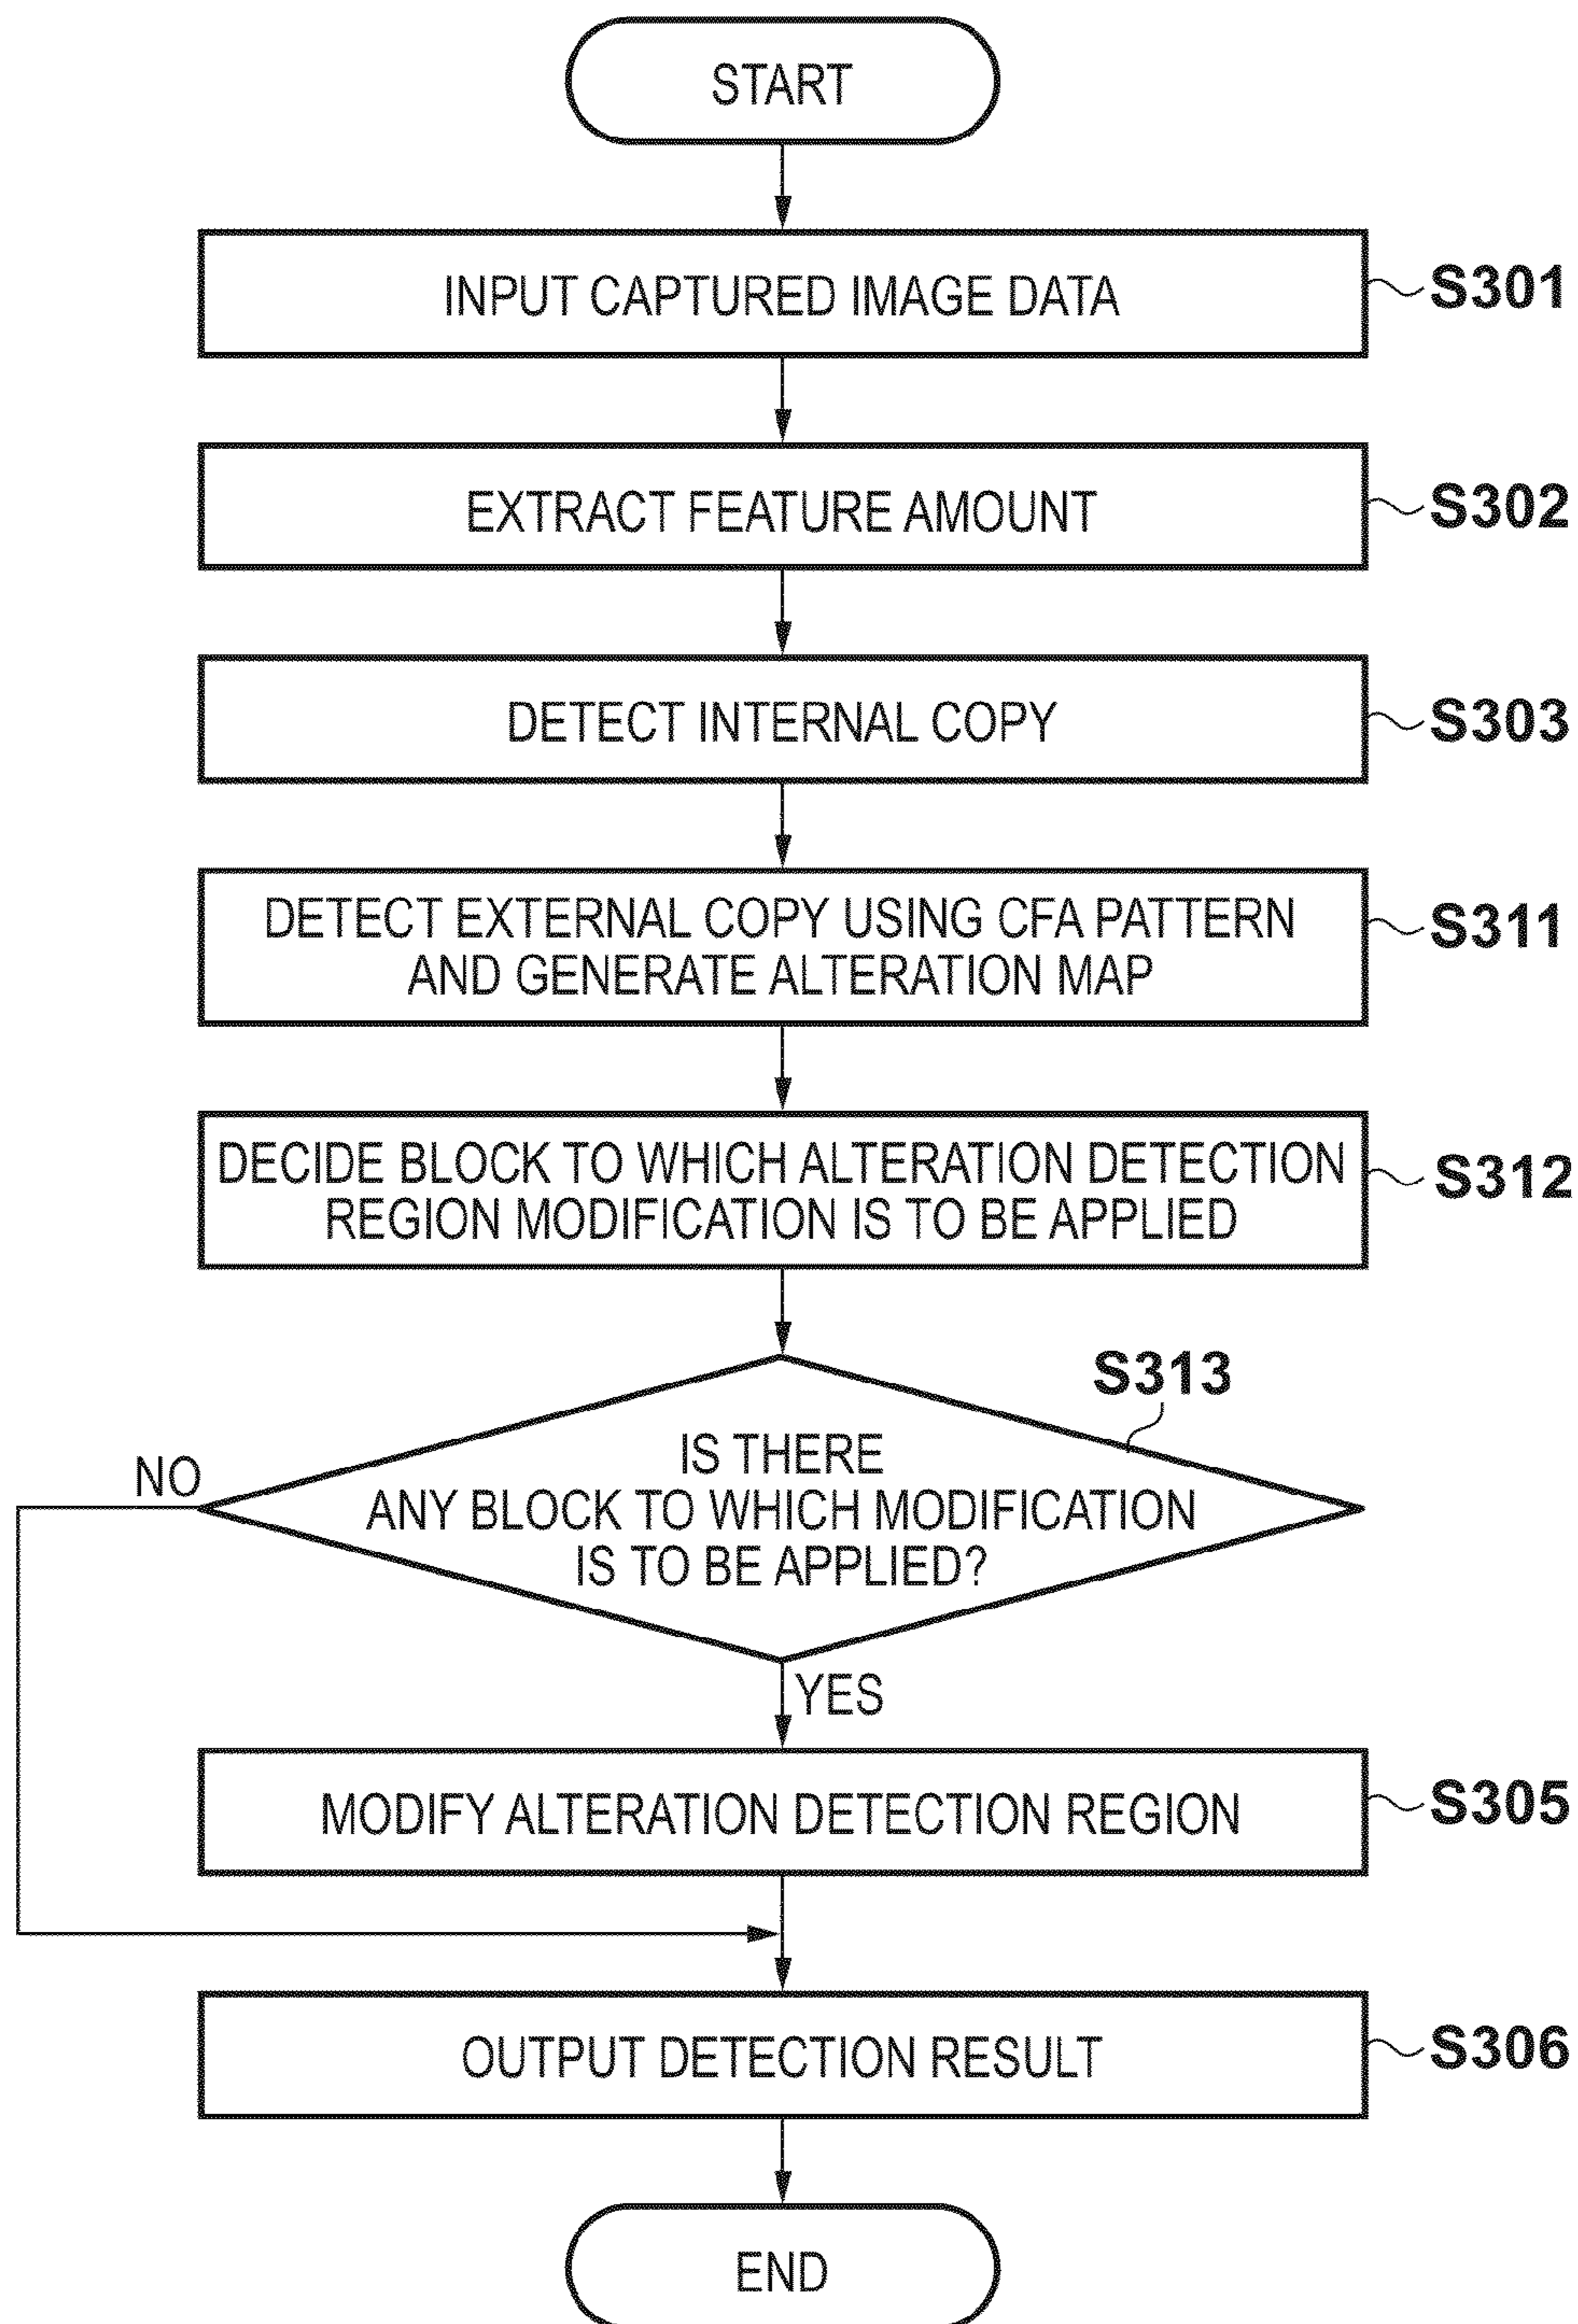 START
INPUT CAPTURED IMAGE DATA
S301
EXTRACT FEATURE AMOUNT
S302
DETECT INTERNAL COPY
S303
DETECT EXTERNAL COPY USING CFA PATTERN
AND GENERATE ALTERATION MAP
S311
DECIDE BLOCK TO WHICH ALTERATION DETECTION
REGION MODIFICATION IS TO BE APPLIED
S312
S313
IS THERE
ANY BLOCK TO WHICH MODIFICATION
IS TO BE APPLIED?
NO
YES
MODIFY ALTERATION DETECTION REGION
S305
OUTPUT DETECTION RESULT
S306
END